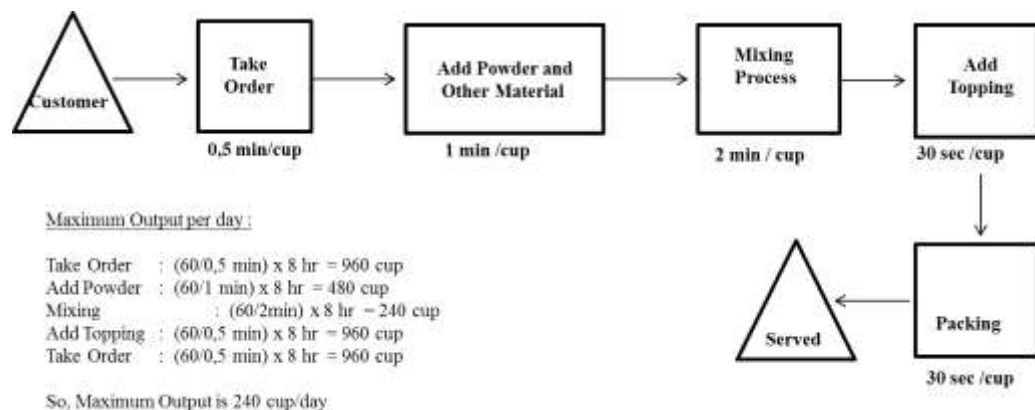 Customer
Take
Order
0,5 min/cup
Add Powder and
Other Material
1 min /cup
Mixing
Process
2 min / cup
Add
Topping
30 sec /cup
Packing
30 sec /cup
Served
Maximum Output per day :
Take Order : (60/0,5 min) x 8 hr = 960 cup
Add Powder : (60/1 min) x 8 hr = 480 cup
Mixing : (60/2min) x 8 hr = 240 cup
Add Topping : (60/0,5 min) x 8 hr = 960 cup
Take Order : (60/0,5 min) x 8 hr = 960 cup
So, Maximum Output is 240 cup/day